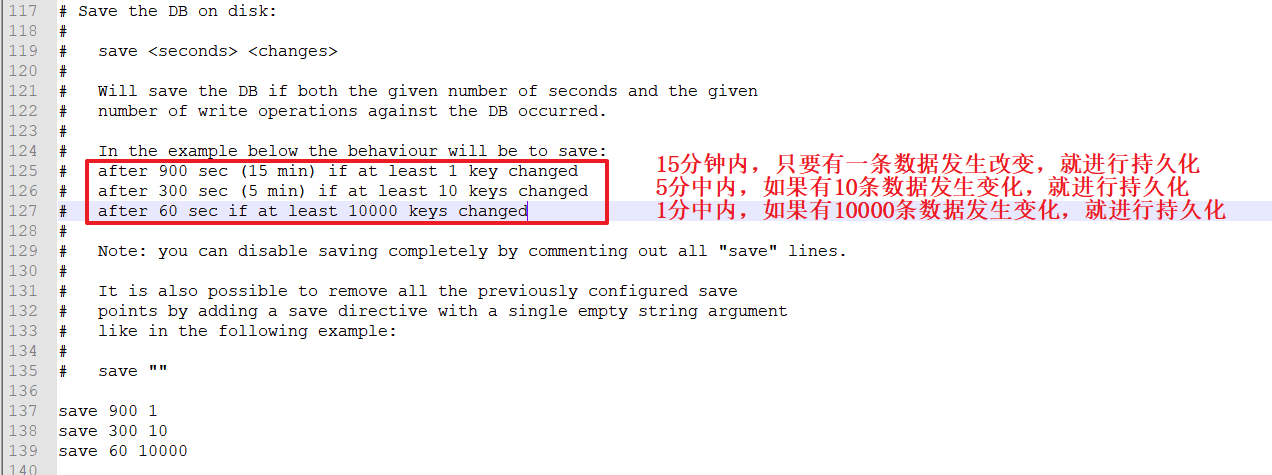 117 # Save the DB on disk:
118 #
119 #   save <seconds> <changes>
120 #
121 #   Will save the DB if both the given number of seconds and the given
122 #   number of write operations against the DB occurred.
123 #
124 #   In the example below the behaviour will be to save:
125 #   after 900 sec (15 min) if at least 1 key changed 15分钟内，只要有一条数据发生改变，就进行持久化
126 #   after 300 sec (5 min) if at least 10 keys changed 5分中内，如果有10条数据发生变化，就进行持久化
127 #   after 60 sec if at least 10000 keys changed 1分中内，如果有10000条数据发生变化，就进行持久化
128 #
129 #   Note: you can disable saving completely by commenting out all "save" lines.
130 #
131 #   It is also possible to remove all the previously configured save
132 #   points by adding a save directive with a single empty string argument
133 #   like in the following example:
134 #
135 #   save ""
136
137 save 900 1
138 save 300 10
139 save 60 10000
140